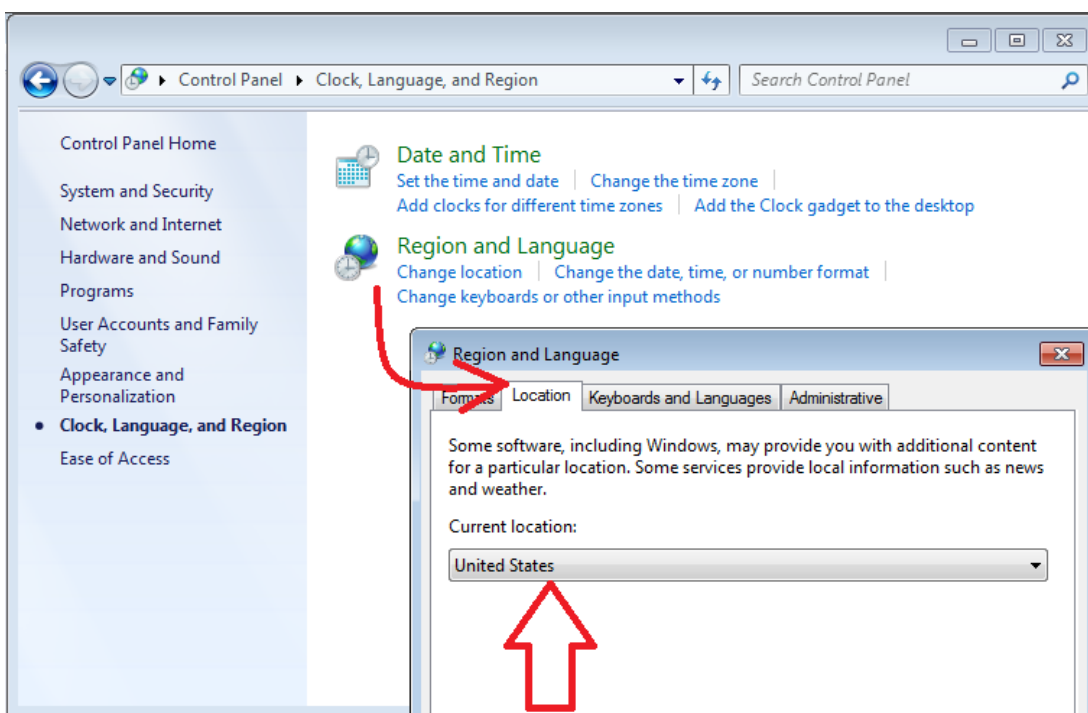 Control Panel Clock, Language, and Region
Search Control Panel
Control Panel Home
System and Security
Network and Internet
Hardware and Sound
Programs
User Accounts and Family
Safety
Appearance and
Personalization
Clock, Language, and Region
Ease of Access
Date and Time
Set the time and date Change the time zone
Add clocks for different time zones Add the Clock gadget to the desktop
Region and Language
Change location Change the date, time, or number format
Change keyboards or other input methods
Region and Language
Formats Location Keyboards and Languages Administrative
Some software, including Windows, may provide you with additional content
for a particular location. Some services provide local information such as news
and weather.
Current location:
United States